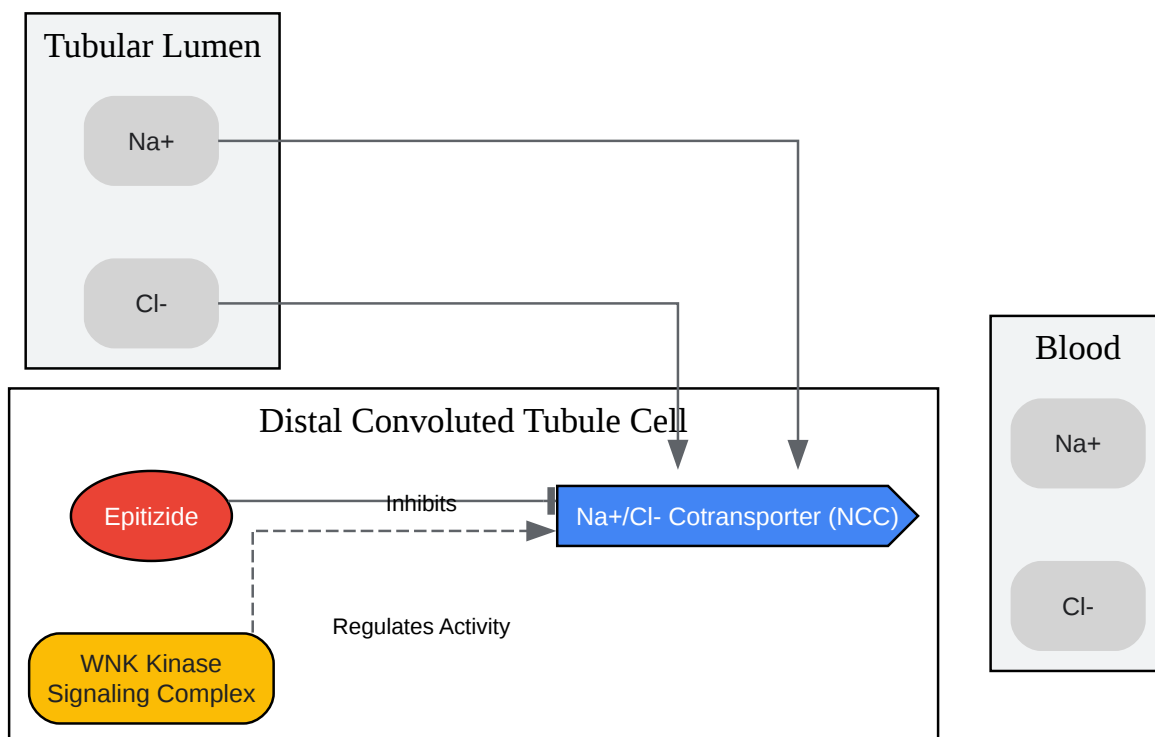 Tubular Lumen
Na+
Cl-
Blood
Na+
Cl-
Distal Convoluted Tubule Cell
Epitizide
Inhibits
Na+/Cl- Cotransporter (NCC)
Regulates Activity
WNK Kinase
Signaling Complex